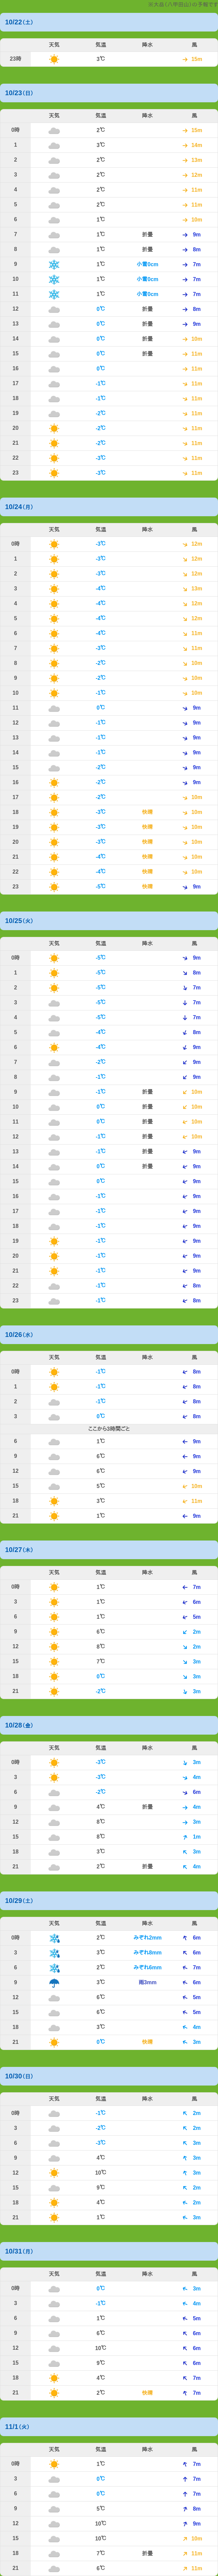 ※大岳(八甲田山)の予報です
10/22(土)
天気 気温 降水 風
23時 3℃ 15m
10/23(日)
天気 気温 降水 風
0時 2℃ 15m
1 3℃ 14m
2 2℃ 13m
3 2℃ 12m
4 2℃ 11m
5 2℃ 11m
6 1℃ 10m
7 1℃ 折曇 9m
8 1℃ 折曇 8m
9 1℃ 小雪0cm 7m
10 1℃ 小雪0cm 7m
11 1℃ 小雪0cm 7m
12 0℃ 折曇 8m
13 0℃ 折曇 9m
14 0℃ 折曇 10m
15 0℃ 折曇 11m
16 0℃ 11m
17 -1℃ 11m
18 -1℃ 11m
19 -2℃ 11m
20 -2℃ 11m
21 -2℃ 11m
22 -3℃ 11m
23 -3℃ 11m
10/24(月)
天気 気温 降水 風
0時 -3℃ 12m
1 -3℃ 12m
2 -3℃ 12m
3 -4℃ 12m
4 -4℃ 12m
5 -4℃ 12m
6 -4℃ 11m
7 -3℃ 11m
8 -2℃ 10m
9 -2℃ 10m
10 -1℃ 10m
11 0℃ 9m
12 -1℃ 9m
13 -1℃ 9m
14 -1℃ 9m
15 -2℃ 9m
16 -2℃ 9m
17 -2℃ 10m
18 -3℃ 快晴 10m
19 -3℃ 快晴 10m
20 -3℃ 快晴 10m
21 -4℃ 快晴 10m
22 -4℃ 快晴 10m
23 -5℃ 快晴 9m
10/25(火)
天気 気温 降水 風
0時 -5℃ 9m
1 -5℃ 8m
2 -5℃ 7m
3 -5℃ 7m
4 -5℃ 7m
5 -4℃ 8m
6 -4℃ 9m
7 -2℃ 9m
8 -1℃ 9m
9 -1℃ 折曇 10m
10 0℃ 折曇 10m
11 0℃ 折曇 10m
12 -1℃ 折曇 10m
13 -1℃ 折曇 9m
14 0℃ 折曇 9m
15 0℃ 9m
16 -1℃ 9m
17 -1℃ 9m
18 -1℃ 9m
19 -1℃ 9m
20 -1℃ 9m
21 -1℃ 9m
22 -1℃ 8m
23 -1℃ 8m
10/26(水)
天気 気温 降水 風
0時 -1℃ 8m
1 -1℃ 8m
2 -1℃ 8m
3 0℃ 8m
ここから3時間ごと
6 1℃ 9m
9 6℃ 9m
12 6℃ 9m
15 5℃ 10m
18 3℃ 11m
21 1℃ 9m
10/27(木)
天気 気温 降水 風
0時 1℃ 7m
3 1℃ 6m
6 1℃ 5m
9 6℃ 2m
12 8℃ 2m
15 7℃ 3m
18 0℃ 3m
21 -2℃ 3m
10/28(金)
天気 気温 降水 風
0時 -3℃ 3m
3 -3℃ 4m
6 -2℃ 6m
9 4℃ 折曇 4m
12 8℃ 3m
15 8℃ 1m
18 3℃ 3m
21 2℃ 折曇 4m
10/29(土)
天気 気温 降水 風
0時 2℃ みぞれ2mm 6m
3 3℃ みぞれ8mm 6m
6 2℃ みぞれ6mm 7m
9 3℃ 雨3mm 6m
12 6℃ 5m
15 6℃ 5m
18 3℃ 4m
21 0℃ 快晴 3m
10/30(日)
天気 気温 降水 風
0時 -1℃ 2m
3 -2℃ 2m
6 -3℃ 3m
9 4℃ 3m
12 10℃ 3m
15 9℃ 2m
18 4℃ 2m
21 1℃ 3m
10/31(月)
天気 気温 降水 風
0時 0℃ 3m
3 -1℃ 4m
6 1℃ 5m
9 6℃ 6m
12 10℃ 6m
15 9℃ 6m
18 4℃ 7m
21 2℃ 快晴 7m
11/1(火)
天気 気温 降水 風
0時 1℃ 7m
3 0℃ 7m
6 0℃ 7m
9 5℃ 8m
12 10℃ 9m
15 10℃ 10m
18 7℃ 折曇 11m
21 6℃ 11m